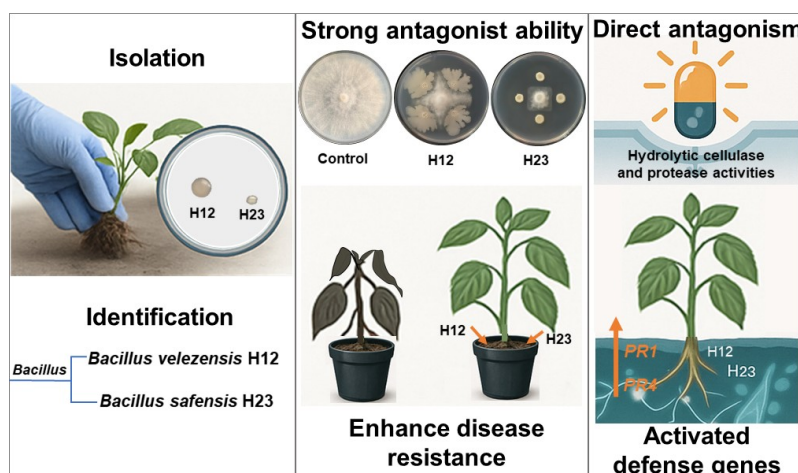 Isolation
H12
H23
Identification
Bacillus
Bacillus velezensis H12
Bacillus safensis H23
Strong antagonist ability
Control
H12
H23
H12
H23
Enhance disease
resistance
Direct antagonism
Hydrolytic cellulase
and protease activities
PR1
PR4
H12
H23
Activated
defense genes